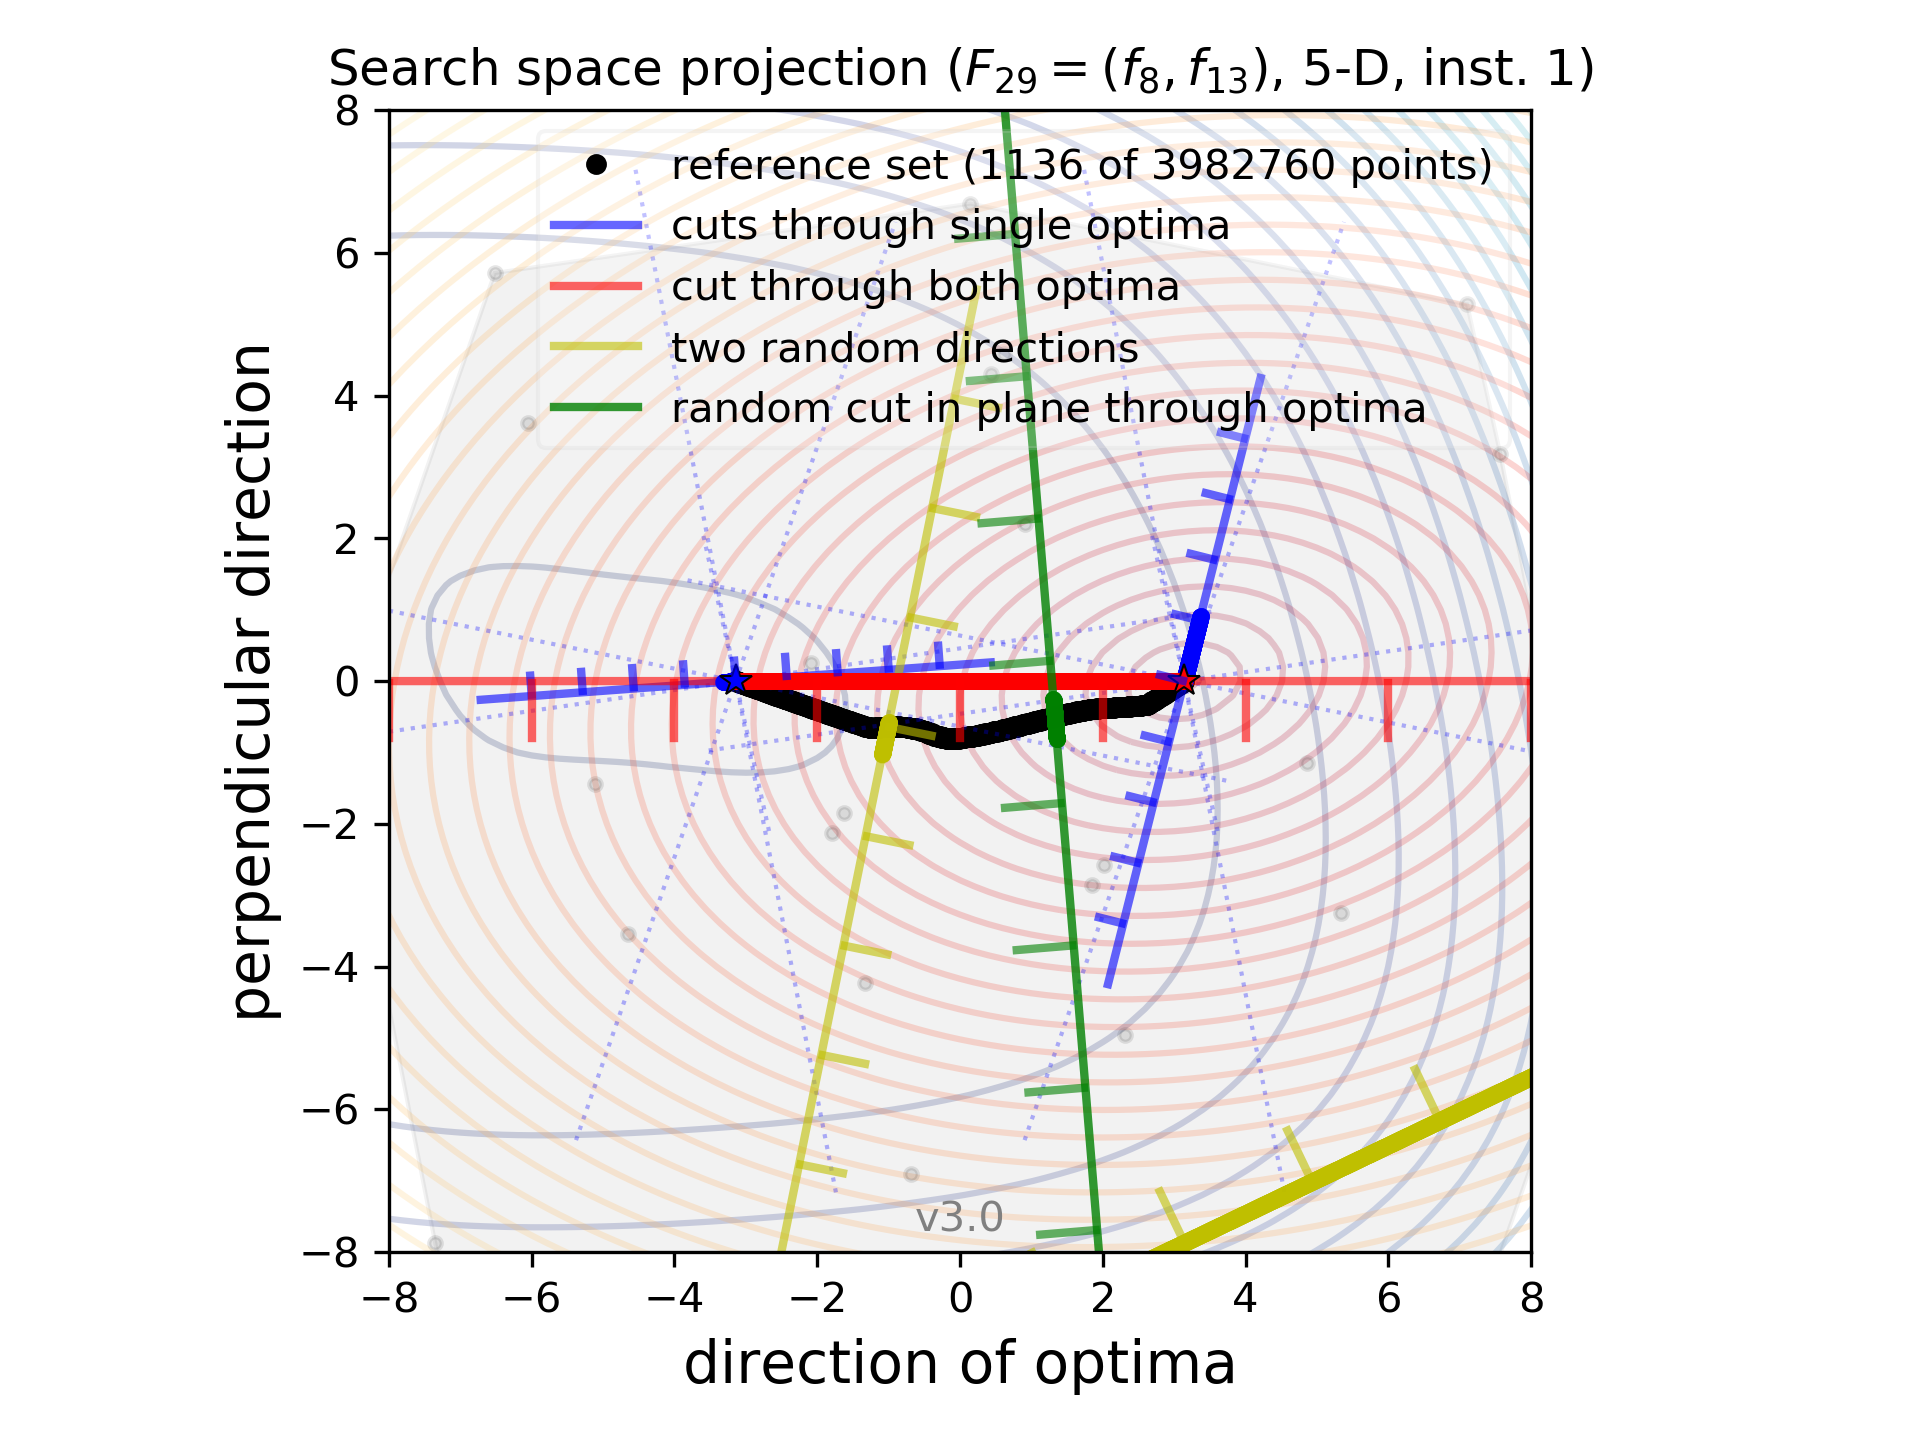 Search space projection (F₂₉ = (f₈, f₁₃), 5-D, inst. 1)
reference set (1136 of 3982760 points)
cuts through single optima
cut through both optima
two random directions
random cut in plane through optima
8
6
4
2
0
−2
−4
−6
−8
perpendicular direction
v3.0
−8 −6 −4 −2 0 2 4 6 8
direction of optima